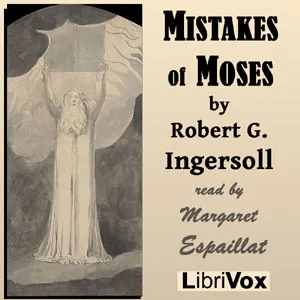 MISTAKES
of MOSES
by
Robert G.
Ingersoll
read by
Margaret
Espaillat
LibriVox